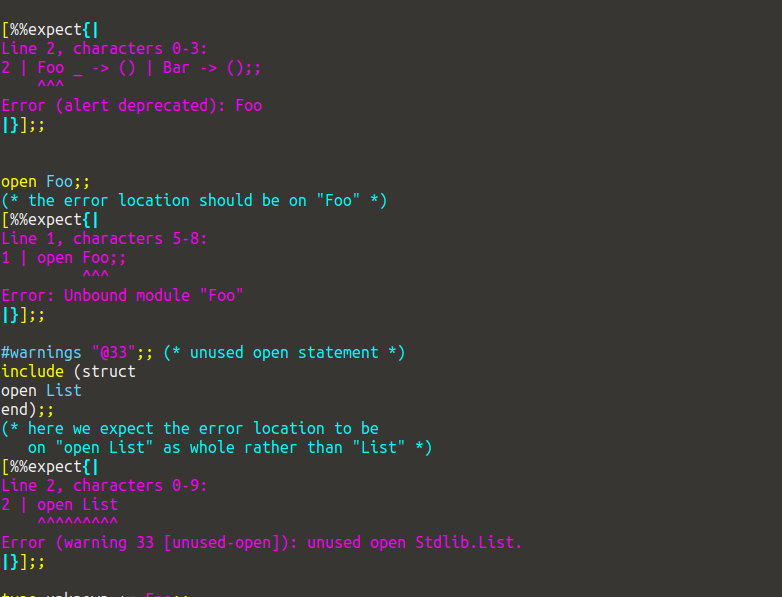 [%%expect{|
Line 2, characters 0-3:
2 | Foo _ -> () | Bar -> ();;
    ^^^
Error (alert deprecated): Foo
|}];;
open Foo;;
(* the error location should be on "Foo" *)
[%%expect{|
Line 1, characters 5-8:
1 | open Foo;;
         ^^^
Error: Unbound module "Foo"
|}];;
#warnings "@33";; (* unused open statement *)
include (struct
open List
end);;
(* here we expect the error location to be
   on "open List" as whole rather than "List" *)
[%%expect{|
Line 2, characters 0-9:
2 | open List
    ^^^^^^^^^
Error (warning 33 [unused-open]): unused open Stdlib.List.
|}];;